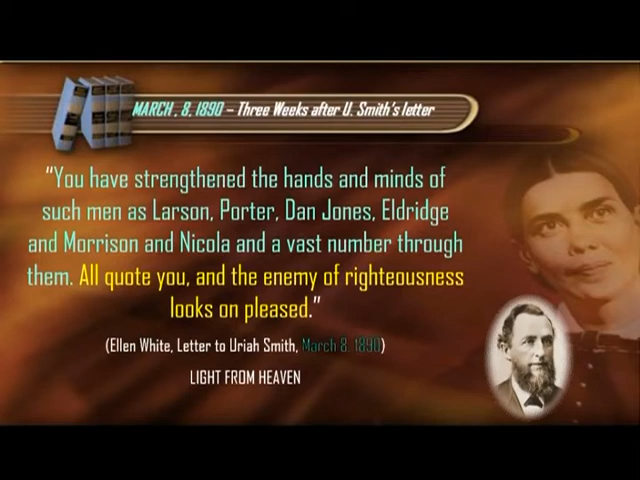 MARCH , 8, 1890 – Three Weeks after U. Smith's letter
"You have strengthened the hands and minds of
such men as Larson, Porter, Dan Jones, Eldridge
and Morrison and Nicola and a vast number through
them. All quote you, and the enemy of righteousness
looks on pleased."
(Ellen White, Letter to Uriah Smith, March 8, 1890)
LIGHT FROM HEAVEN